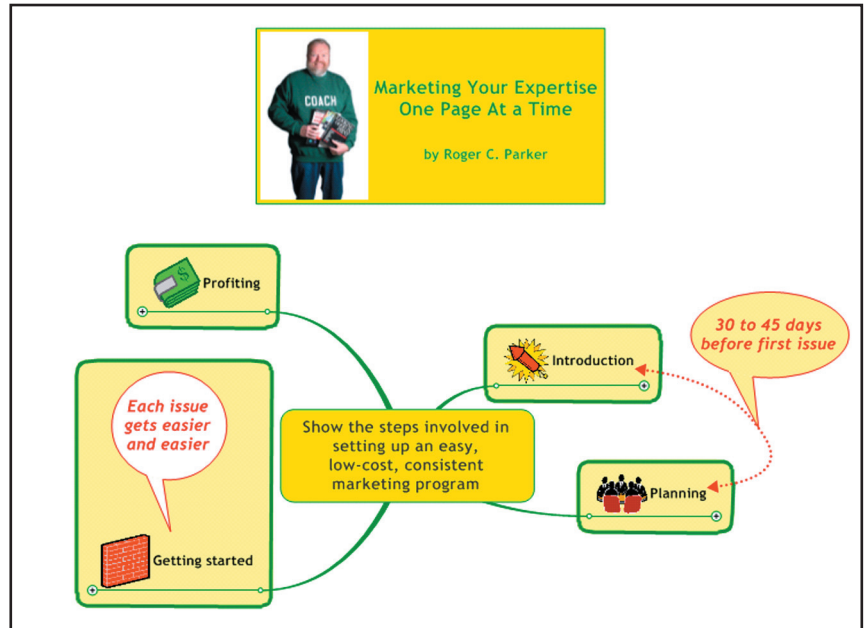 Marketing Your Expertise
One Page At a Time
by Roger C. Parker
COACH
Profiting
Introduction
30 to 45 days
before first issue
Each issue
gets easier
and easier
Show the steps involved in
setting up an easy,
low-cost, consistent
marketing program
Planning
Getting started